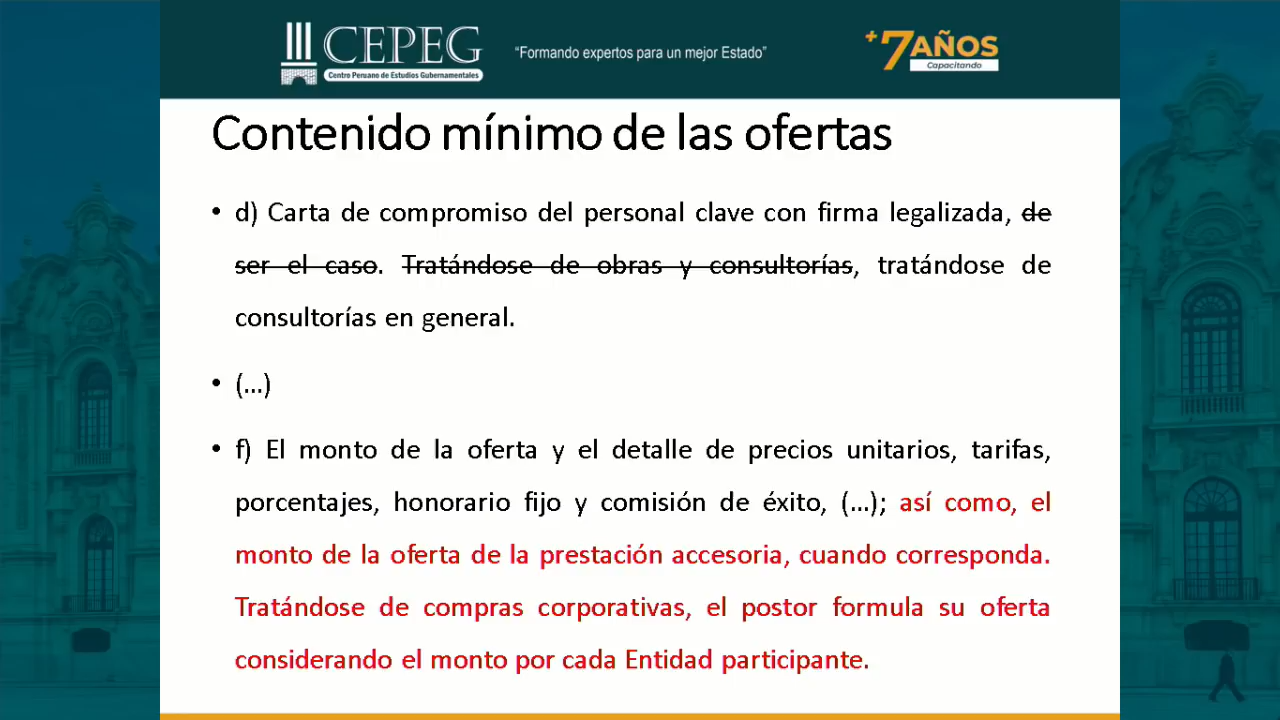 CEPEG
Centro Peruano de Estudios Gubernamentales
“Formando expertos para un mejor Estado”
+7 AÑOS
Capacitando
Contenido mínimo de las ofertas
• d) Carta de compromiso del personal clave con firma legalizada, de
ser el caso. Tratándose de obras y consultorías, tratándose de
consultorías en general.
• (...)
• f) El monto de la oferta y el detalle de precios unitarios, tarifas,
porcentajes, honorario fijo y comisión de éxito, (...); así como, el
monto de la oferta de la prestación accesoria, cuando corresponda.
Tratándose de compras corporativas, el postor formula su oferta
considerando el monto por cada Entidad participante.